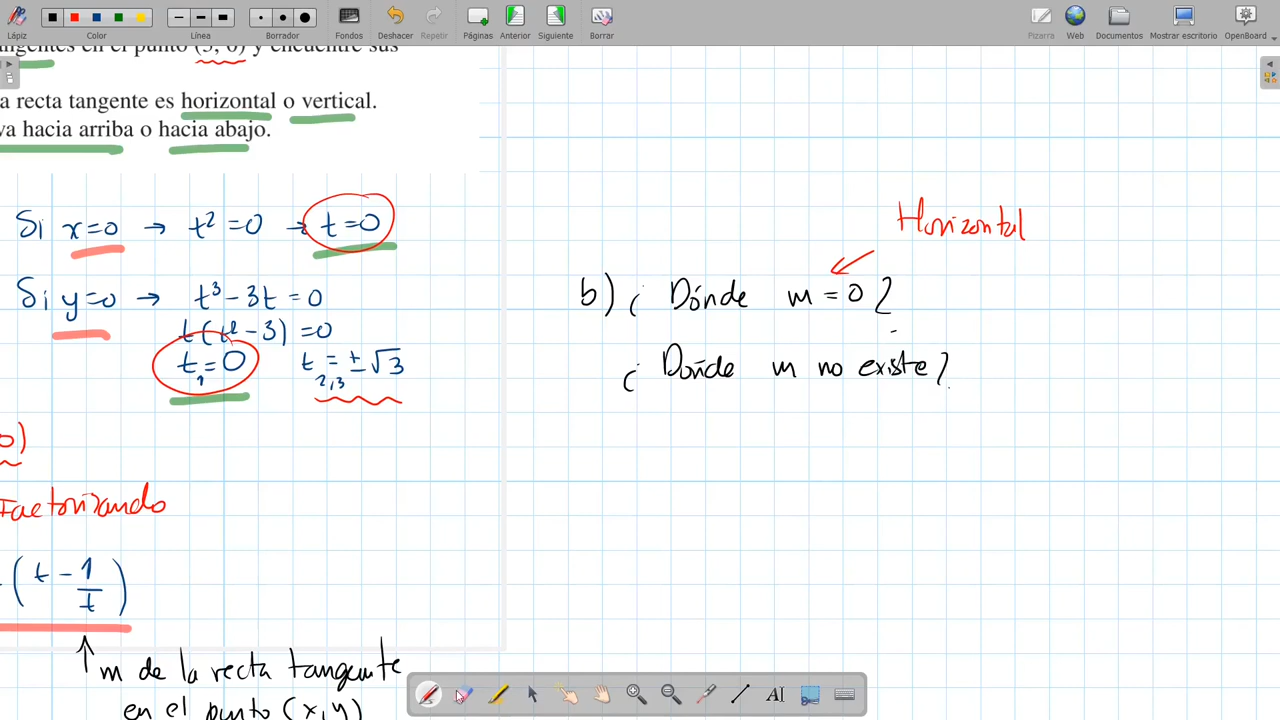 Lápiz Color Línea Borrador Fondos Deshacer Repetir Páginas Anterior Siguiente Borrar Pizarra Web Documentos Mostrar escritorio OpenBoard
en el punto (3, 0) y encuentre sus
a recta tangente es horizontal o vertical.
va hacia arriba o hacia abajo.
Si x=0 → t² =0 → t=0
Si y=0 → t³ - 3t = 0
t(t² - 3) =0
t₁ = 0 t₂,₃ = ± √3
0)
Factorizando
(t - 1/t)
↑ m de la recta tangente
en el punto (x,y)
Horizontal
b) ¿ Dónde m = 0 ?
¿ Dónde m no existe?